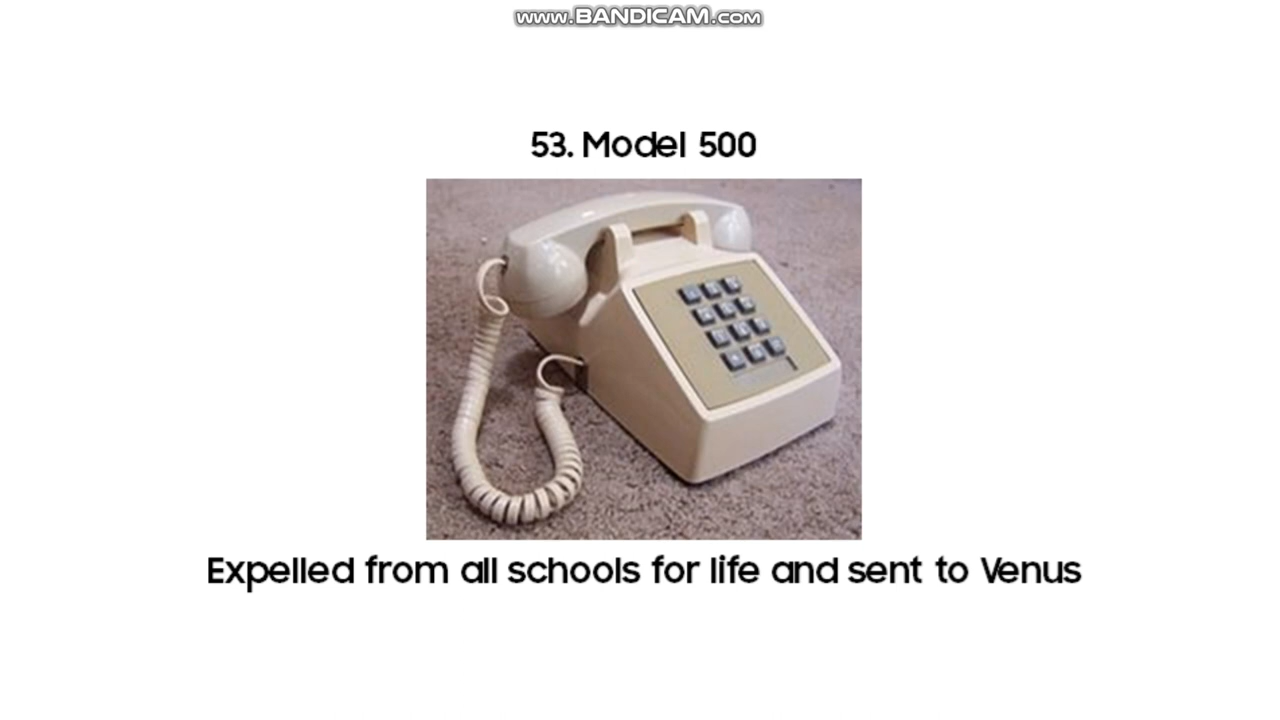 www.BANDICAM.com
53. Model 500
Expelled from all schools for life and sent to Venus